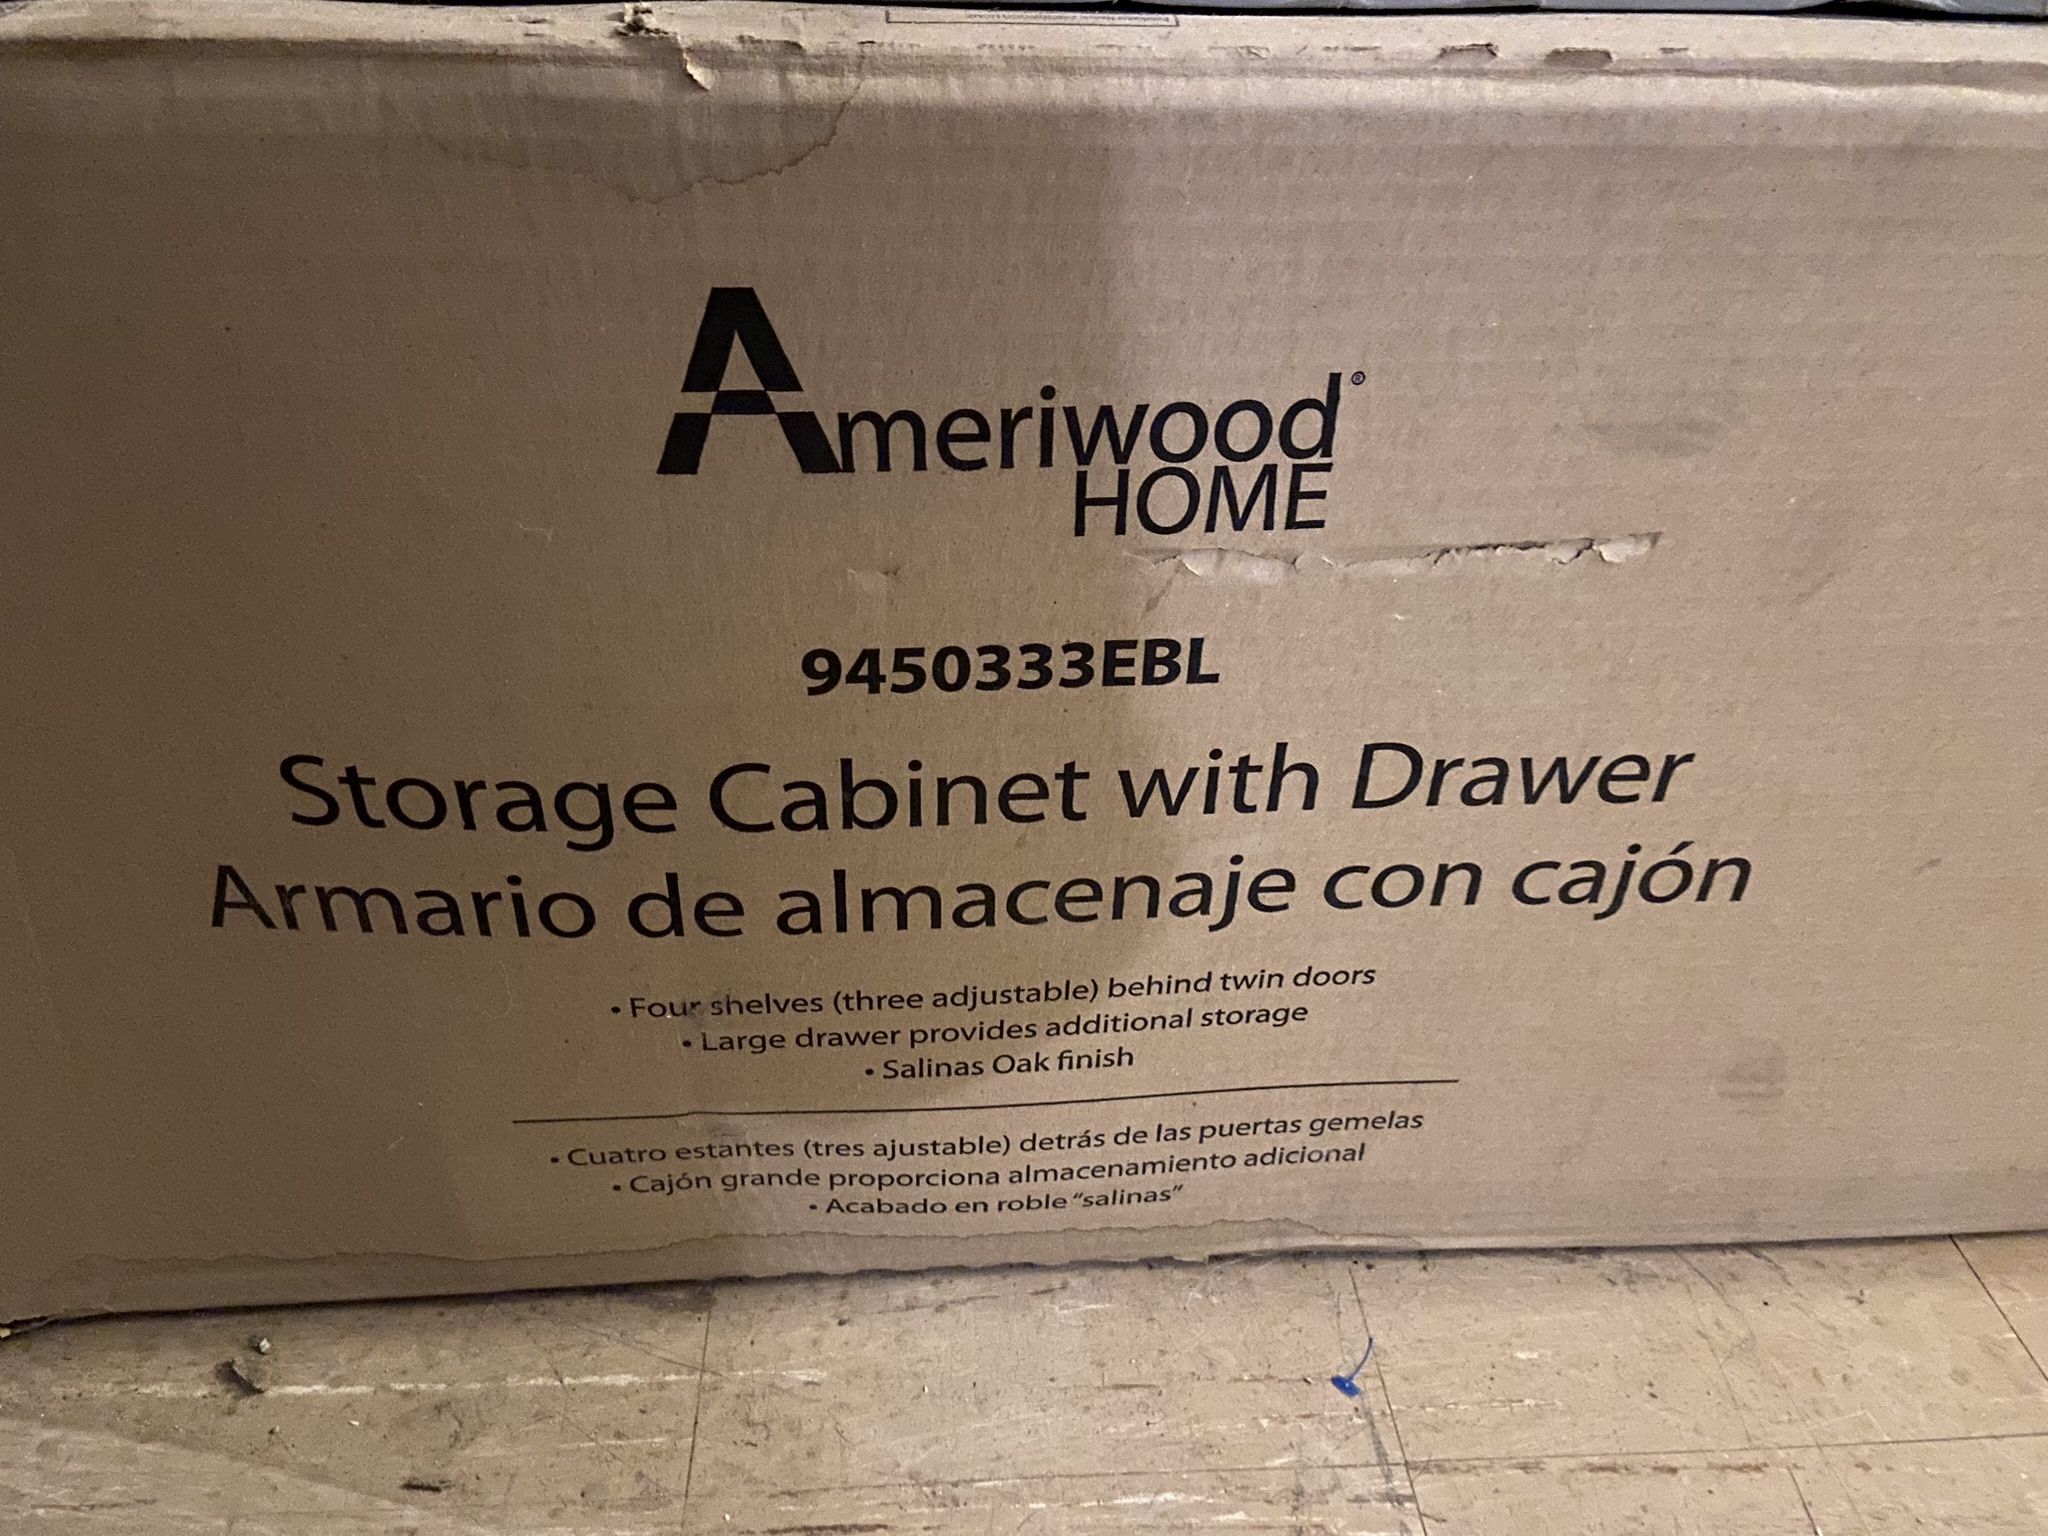 Ameriwood®
HOME
9450333EBL
Storage Cabinet with Drawer
Armario de almacenaje con cajón
• Four shelves (three adjustable) behind twin doors
• Large drawer provides additional storage
• Salinas Oak finish
• Cuatro estantes (tres ajustable) detrás de las puertas gemelas
• Cajón grande proporciona almacenamiento adicional
• Acabado en roble “salinas”